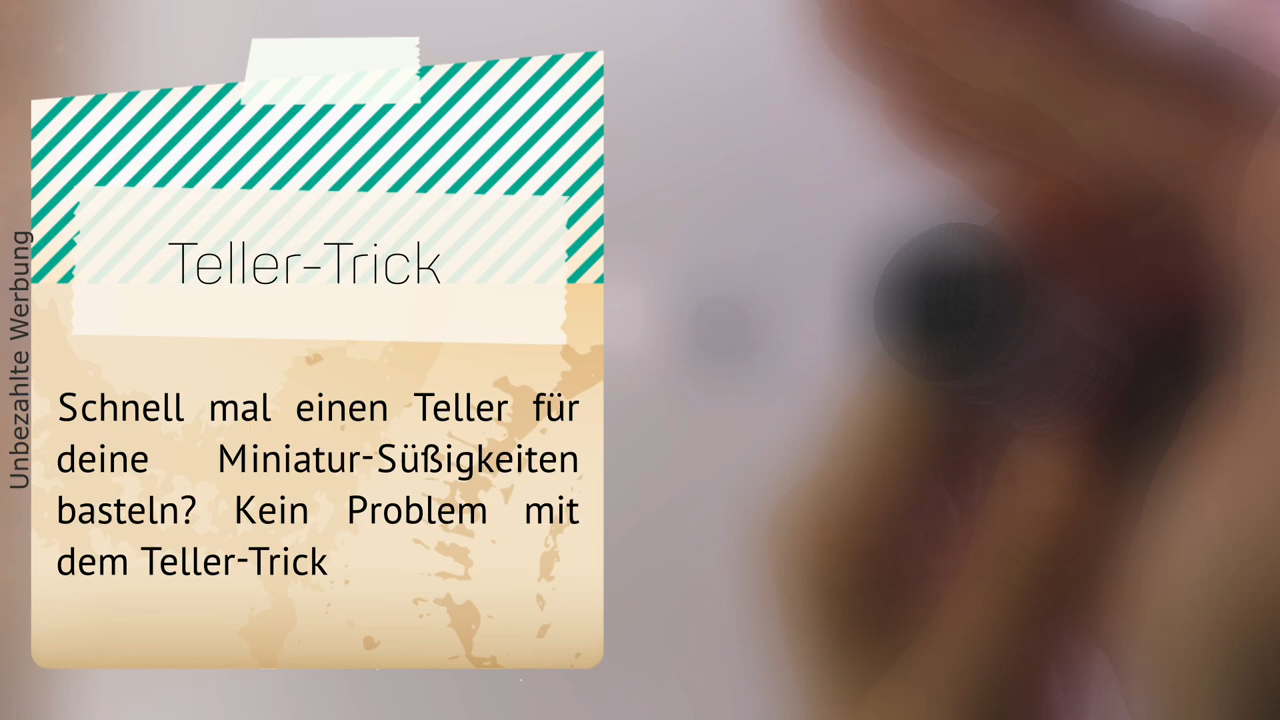 Unbezahlte Werbung
Teller-Trick
Schnell mal einen Teller für
deine Miniatur-Süßigkeiten
basteln? Kein Problem mit
dem Teller-Trick